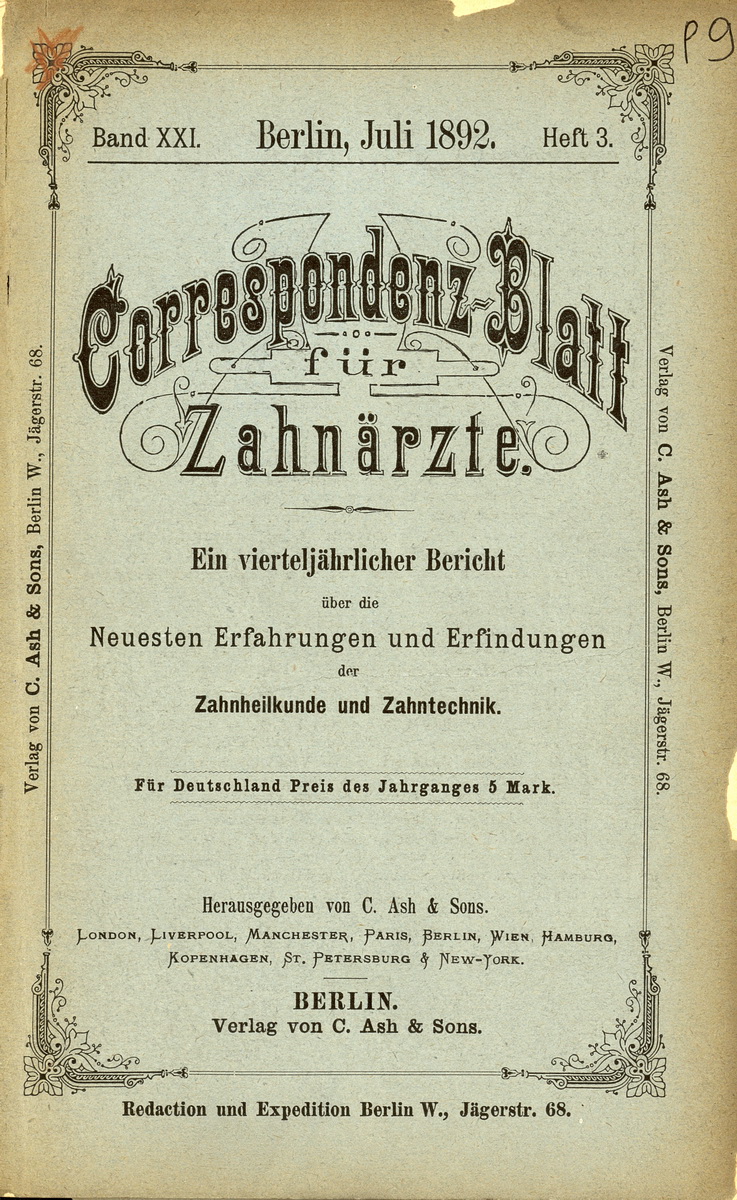 P9
Band XXI. Berlin, Juli 1892. Heft 3.
Correspondenz-Blatt
für
Zahnärzte.
Ein vierteljährlicher Bericht
über die
Neuesten Erfahrungen und Erfindungen
der
Zahnheilkunde und Zahntechnik.
Für Deutschland Preis des Jahrganges 5 Mark.
Herausgegeben von C. Ash & Sons.
London, Liverpool, Manchester, Paris, Berlin, Wien, Hamburg,
Kopenhagen, St. Petersburg & New-York.
BERLIN.
Verlag von C. Ash & Sons.
Redaction und Expedition Berlin W., Jägerstr. 68.
Verlag von C. Ash & Sons, Berlin W., Jägerstr. 68.
Verlag von C. Ash & Sons, Berlin W., Jägerstr. 68.